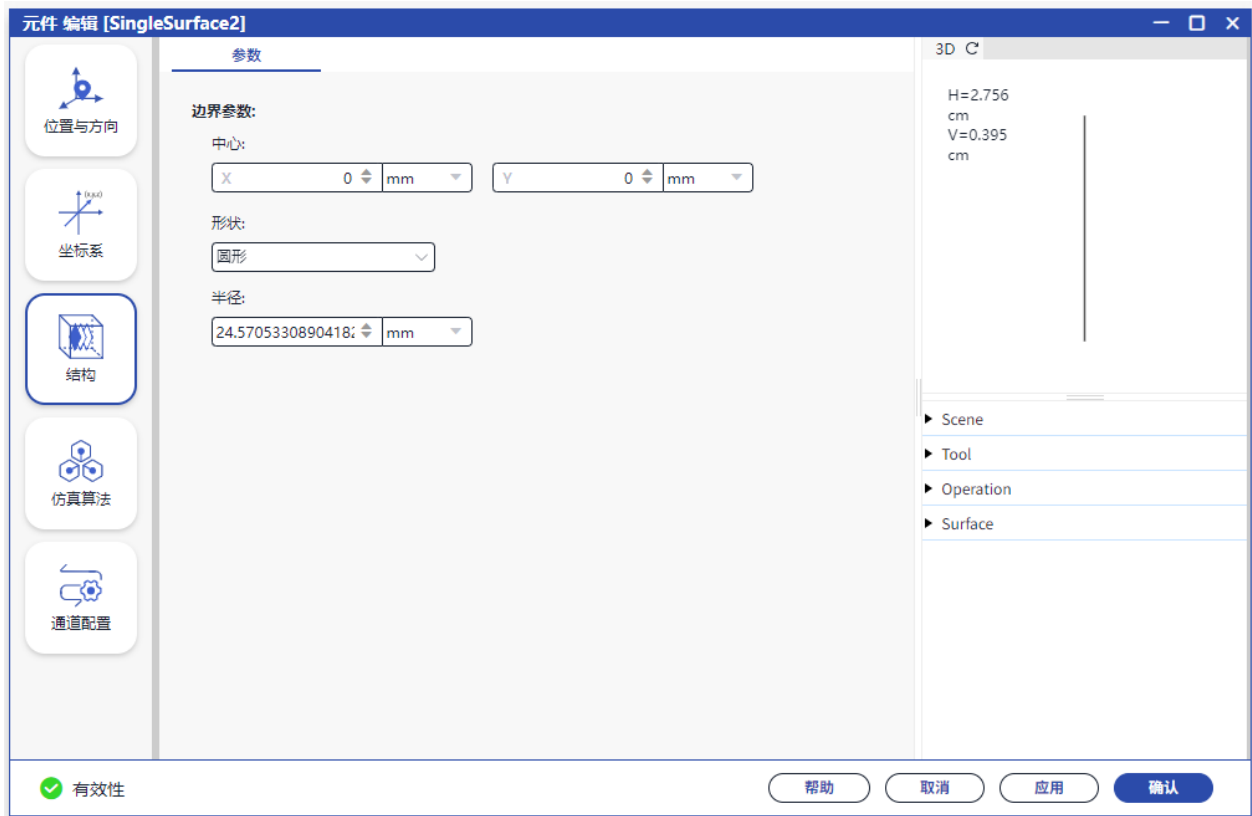 元件 编辑 [SingleSurface2]
位置与方向
(x,y,z)
坐标系
结构
仿真算法
通道配置
参数
边界参数:
中心:
X 0 mm Y 0 mm
形状:
圆形
半径:
24.57053308904182 mm
3D
H=2.756
cm
V=0.395
cm
Scene
Tool
Operation
Surface
有效性
帮助 取消 应用 确认